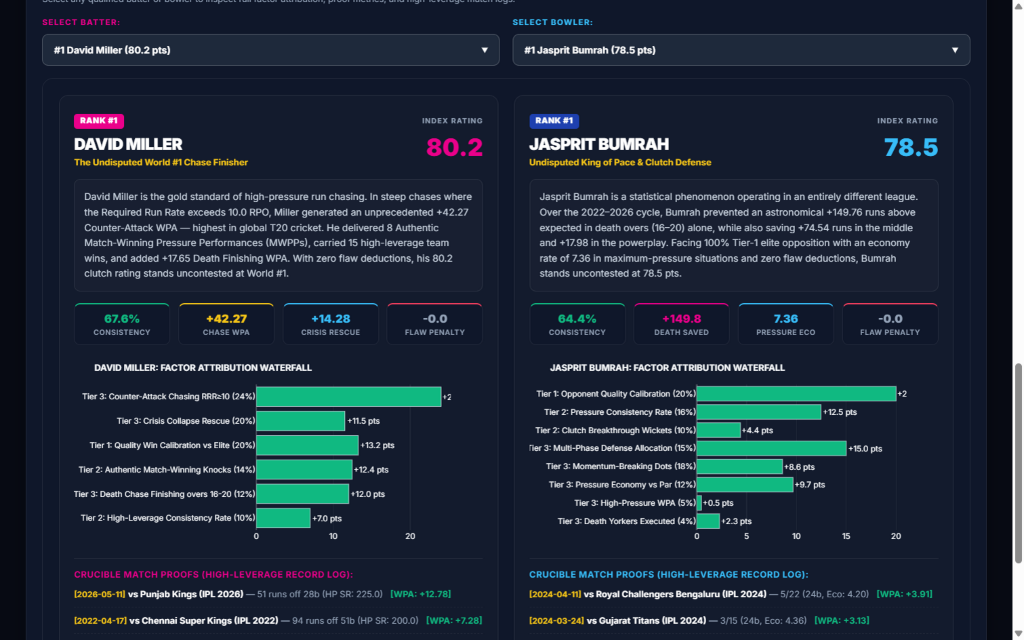 SELECT BATTER:
#1 David Miller (80.2 pts)
SELECT BOWLER:
#1 Jasprit Bumrah (78.5 pts)
RANK #1
INDEX RATING
DAVID MILLER
80.2
The Undisputed World #1 Chase Finisher
David Miller is the gold standard of high-pressure run chasing. In steep chases where
the Required Run Rate exceeds 10.0 RPO, Miller generated an unprecedented +42.27
Counter-Attack WPA — highest in global T20 cricket. He delivered 8 Authentic
Match-Winning Pressure Performances (MWPPs), carried 15 high-leverage team
wins, and added +17.65 Death Finishing WPA. With zero flaw deductions, his 80.2
clutch rating stands uncontested at World #1.
67.6%
CONSISTENCY
+42.27
CHASE WPA
+14.28
CRISIS RESCUE
-0.0
FLAW PENALTY
DAVID MILLER: FACTOR ATTRIBUTION WATERFALL
Tier 3: Counter-Attack Chasing RRR≥10 (24%)
+2
Tier 3: Crisis Collapse Rescue (20%)
+11.5 pts
Tier 1: Quality Win Calibration vs Elite (20%)
+13.2 pts
Tier 2: Authentic Match-Winning Knocks (14%)
+12.4 pts
Tier 3: Death Chase Finishing overs 16-20 (12%)
+12.0 pts
Tier 2: High-Leverage Consistency Rate (10%)
+7.0 pts
0 10 20
CRUCIBLE MATCH PROOFS (HIGH-LEVERAGE RECORD LOG):
[2026-05-11] vs Punjab Kings (IPL 2026) — 51 runs off 28b (HP SR: 225.0) [WPA: +12.78]
[2022-04-17] vs Chennai Super Kings (IPL 2022) — 94 runs off 51b (HP SR: 200.0) [WPA: +7.28]
RANK #1
INDEX RATING
JASPRIT BUMRAH
78.5
Undisputed King of Pace & Clutch Defense
Jasprit Bumrah is a statistical phenomenon operating in an entirely different league.
Over the 2022–2026 cycle, Bumrah prevented an astronomical +149.76 runs above
expected in death overs (16–20) alone, while also saving +74.54 runs in the middle
and +17.98 in the powerplay. Facing 100% Tier-1 elite opposition with an economy
rate of 7.36 in maximum-pressure situations and zero flaw deductions, Bumrah
stands uncontested at 78.5 pts.
64.4%
CONSISTENCY
+149.8
DEATH SAVED
7.36
PRESSURE ECO
-0.0
FLAW PENALTY
JASPRIT BUMRAH: FACTOR ATTRIBUTION WATERFALL
Tier 1: Opponent Quality Calibration (20%)
+2
Tier 2: Pressure Consistency Rate (16%)
+12.5 pts
Tier 2: Clutch Breakthrough Wickets (10%)
+4.4 pts
Tier 3: Multi-Phase Defense Allocation (15%)
+15.0 pts
Tier 3: Momentum-Breaking Dots (18%)
+8.6 pts
Tier 3: Pressure Economy vs Par (12%)
+9.7 pts
Tier 3: High-Pressure WPA (5%)
+0.5 pts
Tier 3: Death Yorkers Executed (4%)
+2.3 pts
0 5 10 15 20
CRUCIBLE MATCH PROOFS (HIGH-LEVERAGE RECORD LOG):
[2024-04-11] vs Royal Challengers Bengaluru (IPL 2024) — 5/22 (24b, Eco: 4.20) [WPA: +3.91]
[2024-03-24] vs Gujarat Titans (IPL 2024) — 3/15 (24b, Eco: 4.36) [WPA: +3.13]